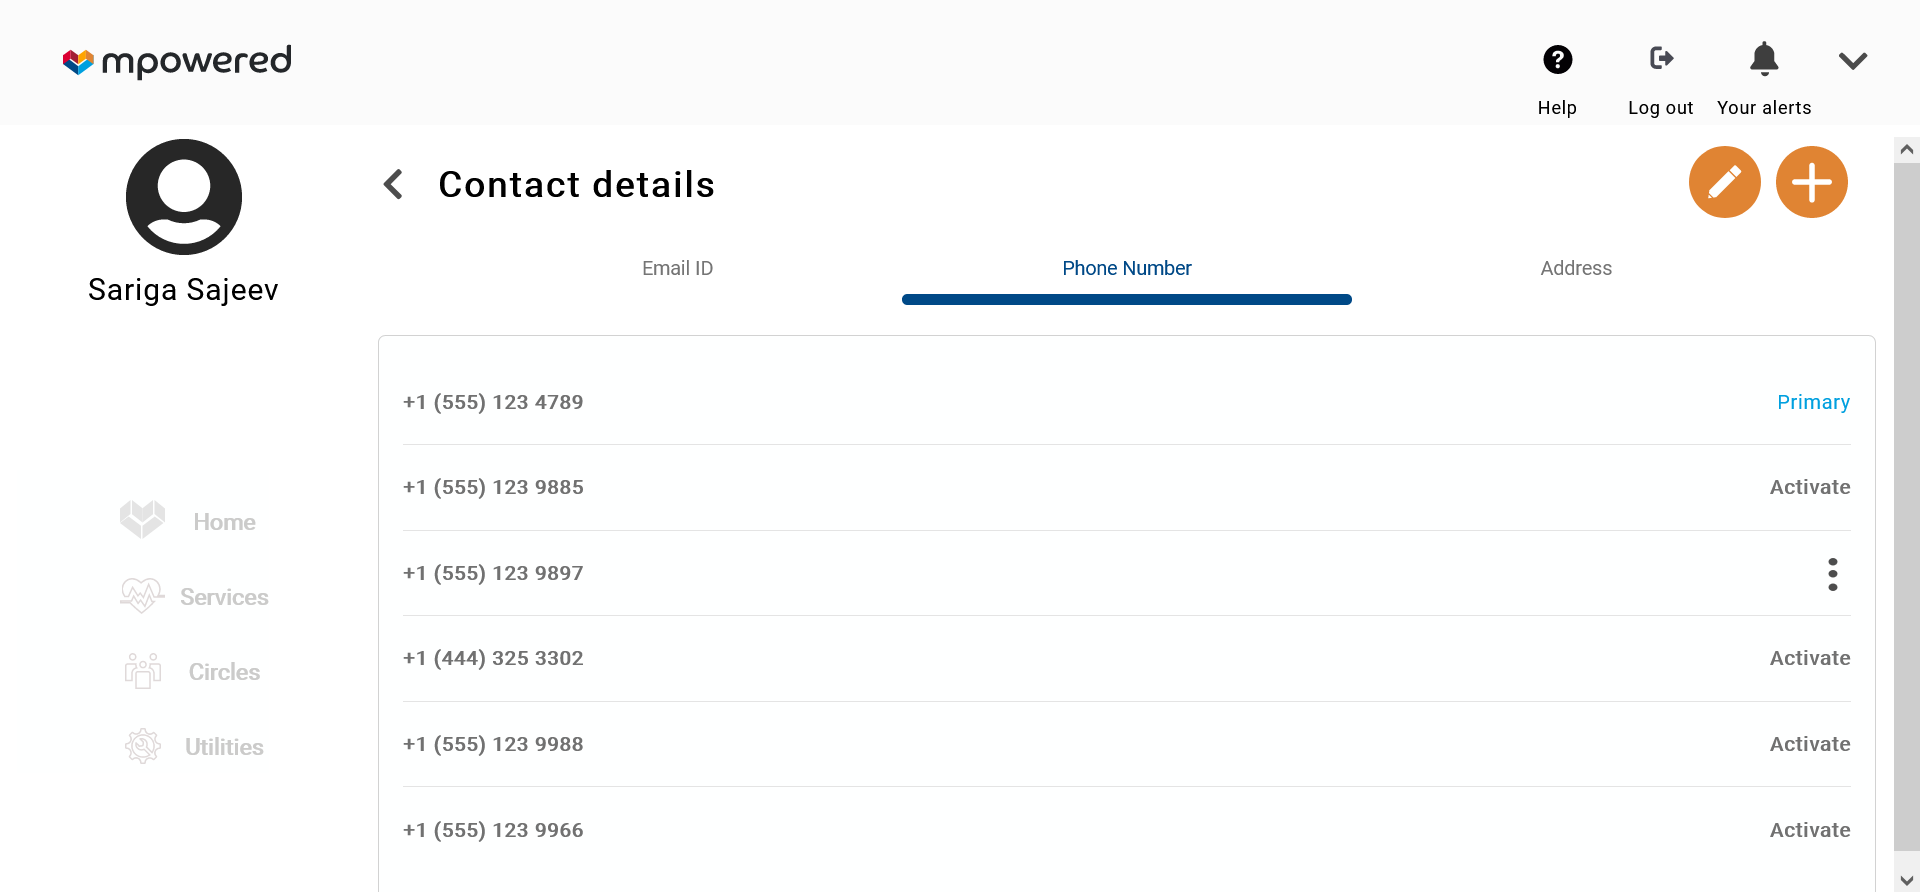 mpowered
Help
Log out
Your alerts
Sariga Sajeev
Contact details
Email ID
Phone Number
Address
+1 (555) 123 4789
Primary
+1 (555) 123 9885
Activate
+1 (555) 123 9897
+1 (444) 325 3302
Activate
+1 (555) 123 9988
Activate
+1 (555) 123 9966
Activate
Home
Services
Circles
Utilities